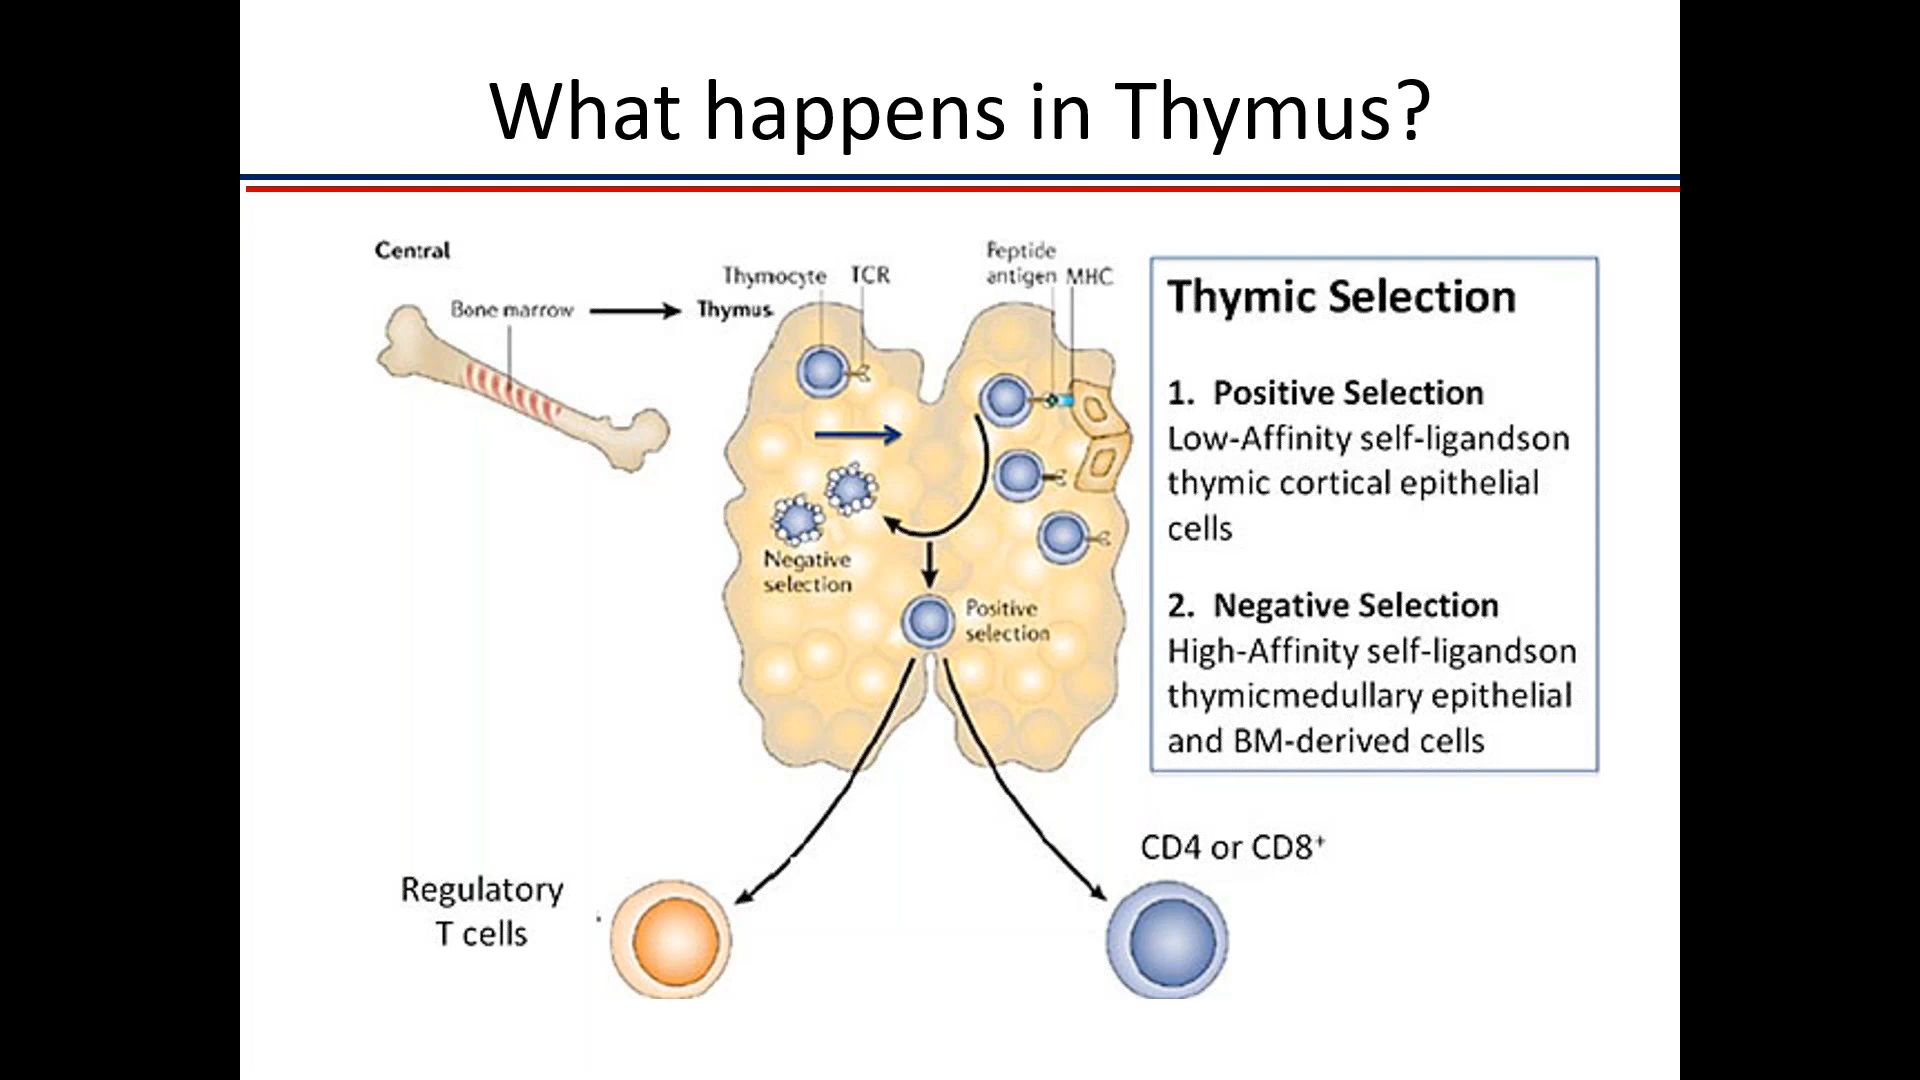 What happens in Thymus?
Central
Bone marrow
Thymus
Thymocyte
TCR
Peptide
antigen MHC
Negative
selection
Positive
selection
Thymic Selection
1. Positive Selection
Low-Affinity self-ligandson
thymic cortical epithelial
cells
2. Negative Selection
High-Affinity self-ligandson
thymicmedullary epithelial
and BM-derived cells
Regulatory
T cells
CD4 or CD8⁺